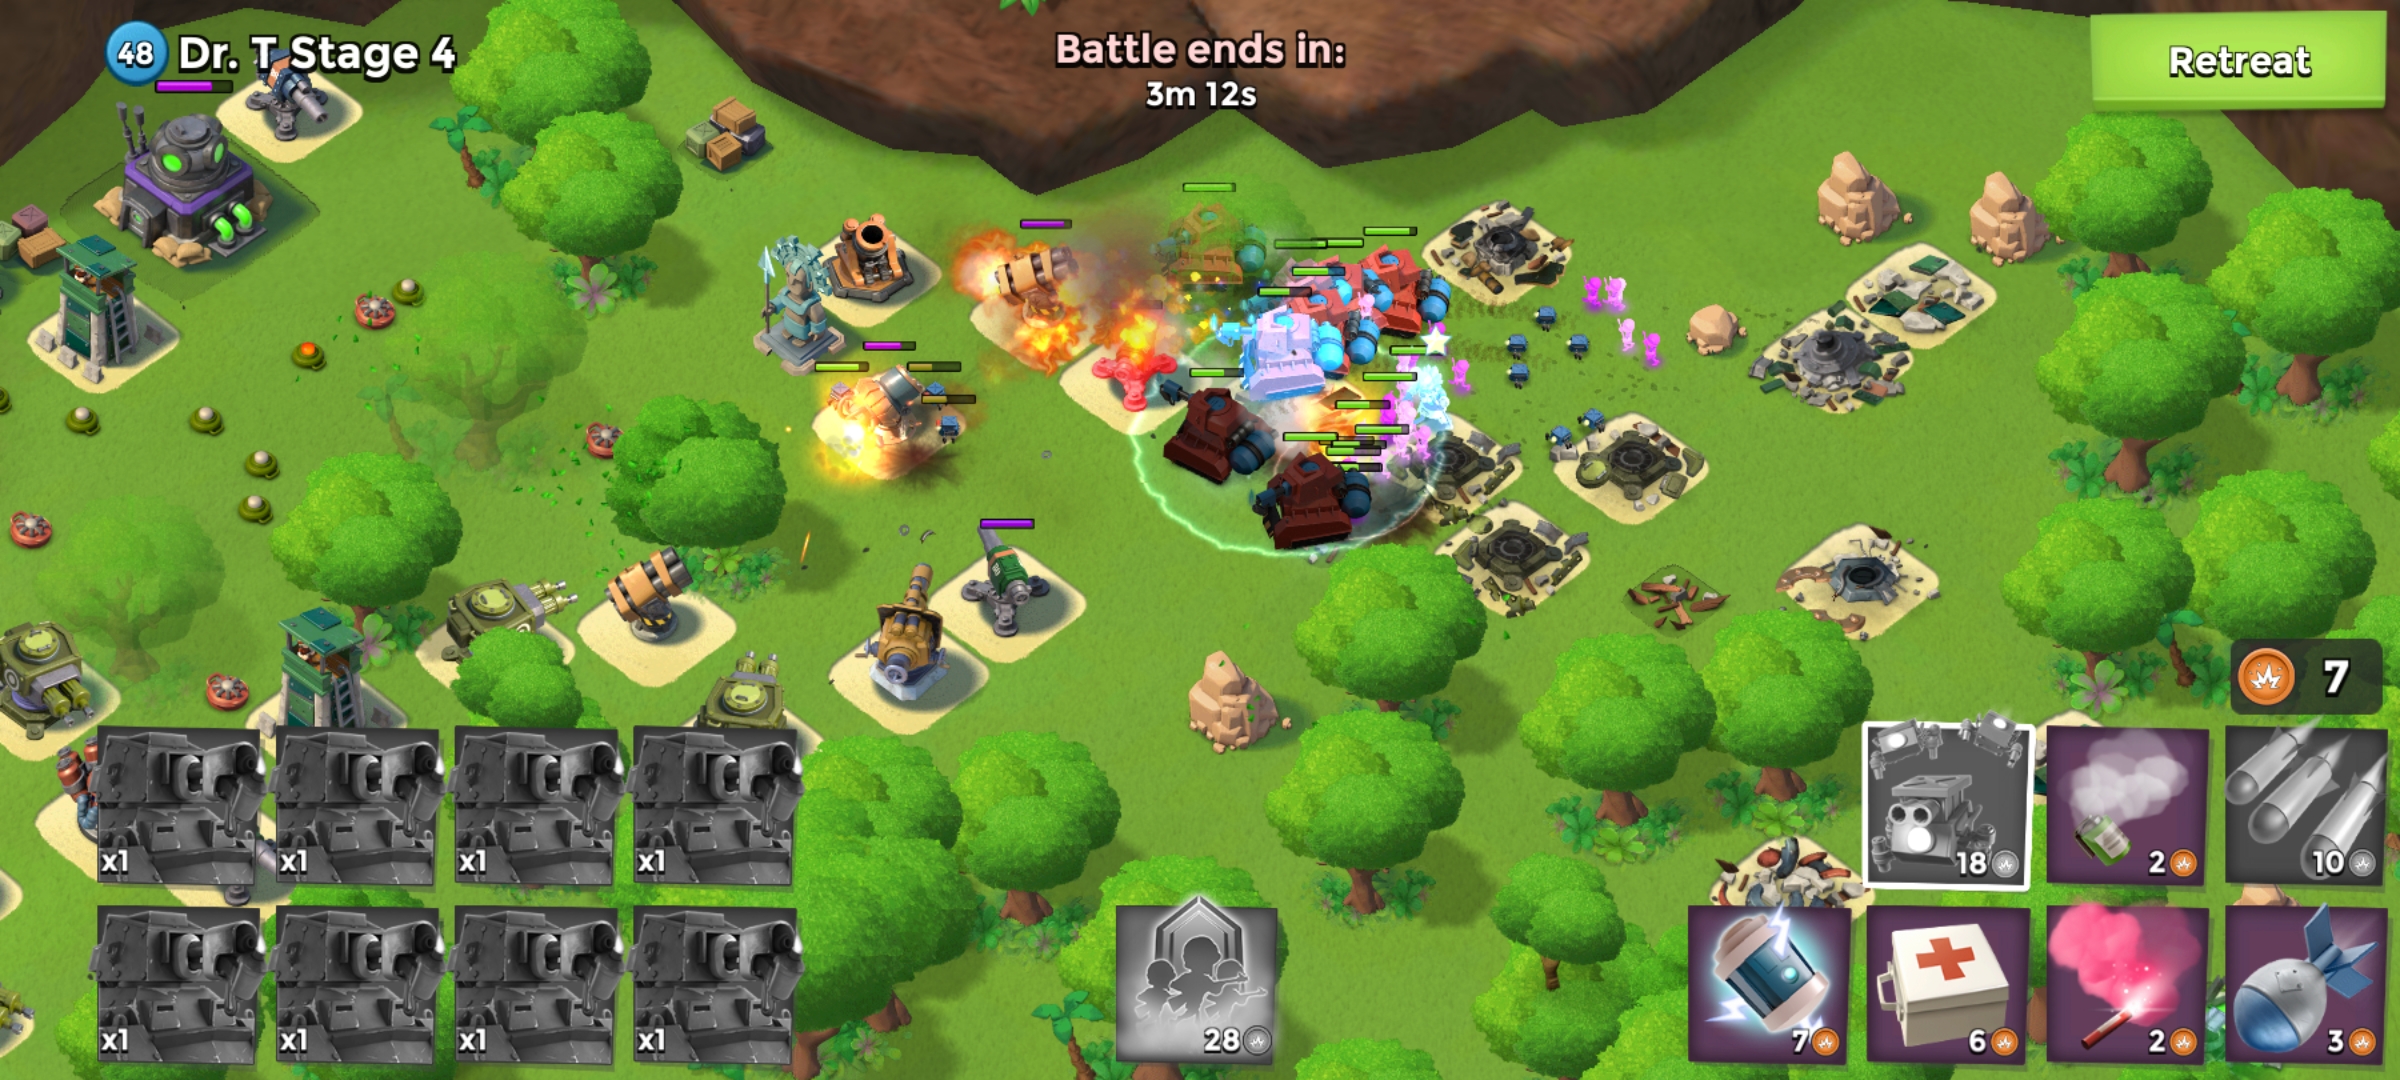 48 Dr. T Stage 4
Battle ends in:
3m 12s
Retreat
7
x1 x1 x1 x1
18 2 10
x1 x1 x1 x1
28
7 6 2 3